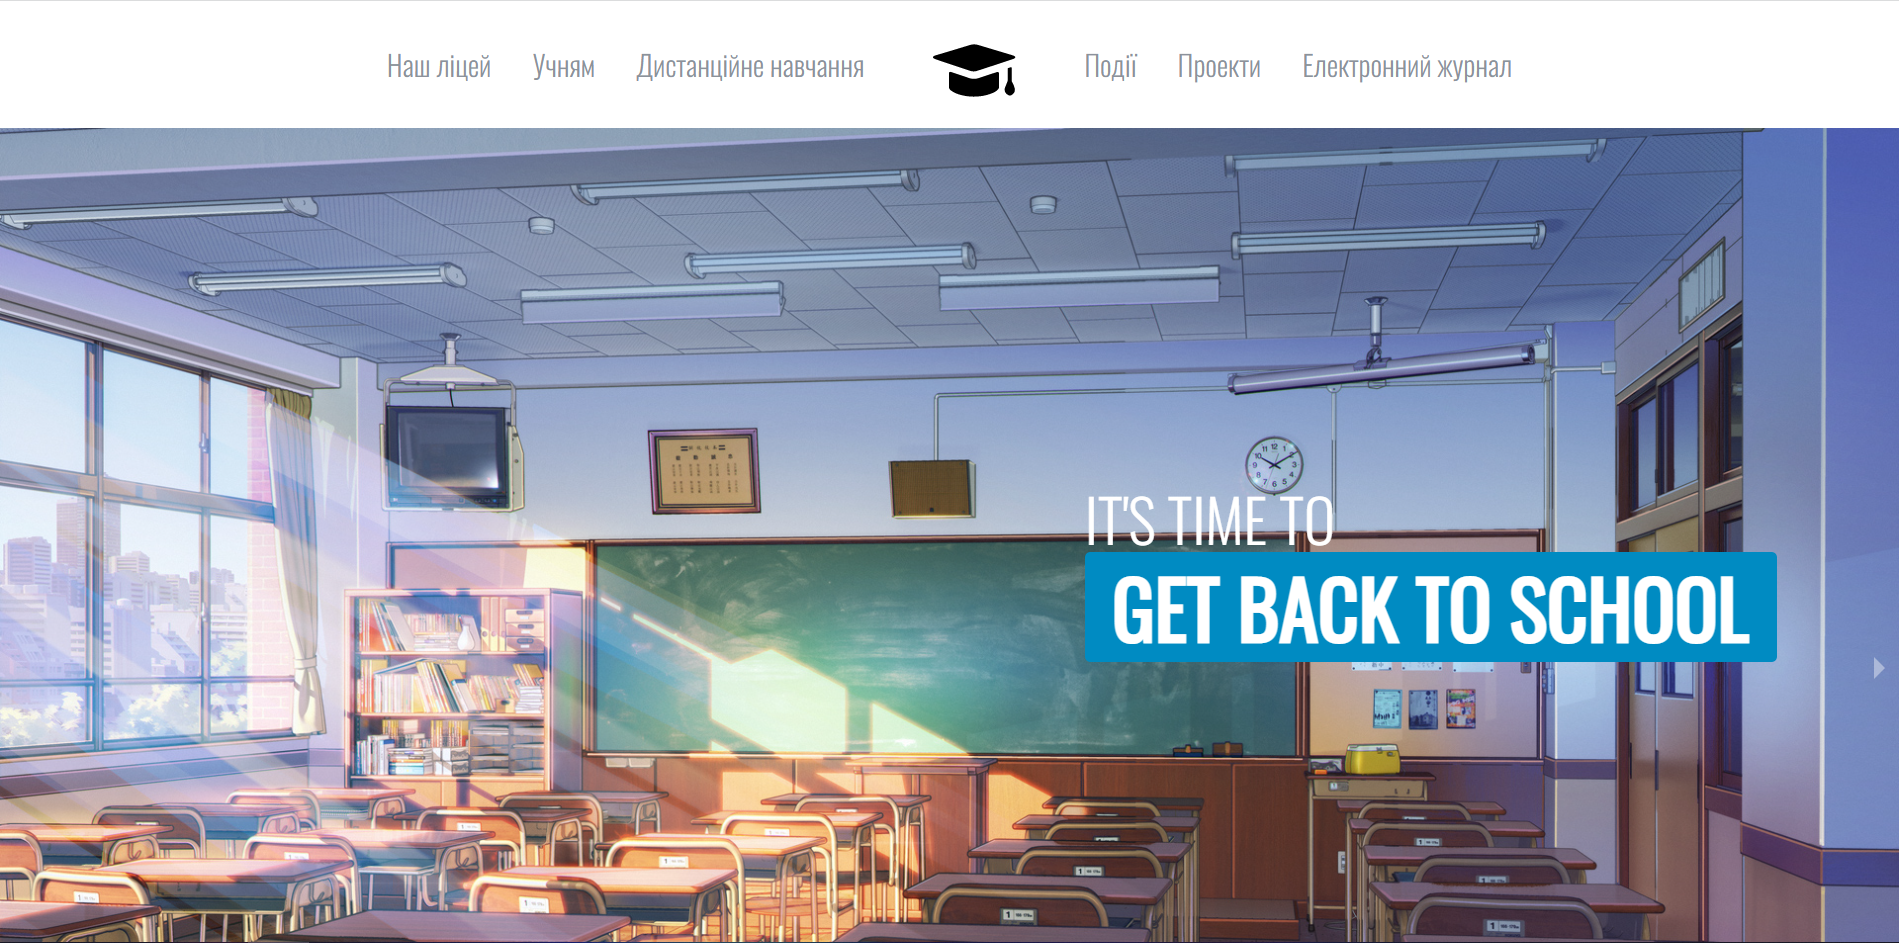 Наш ліцей Учням Дистанційне навчання Події Проекти Електронний журнал
IT'S TIME TO
GET BACK TO SCHOOL